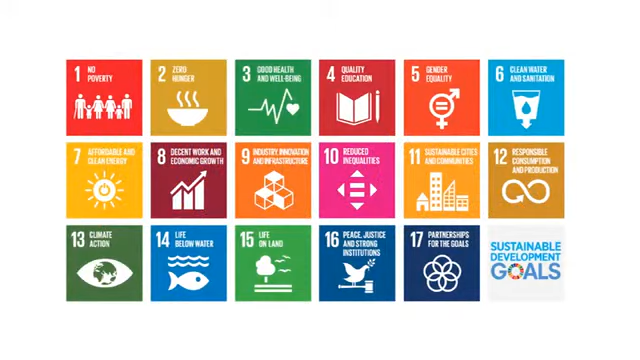 1 NO
POVERTY
2 ZERO
HUNGER
3 GOOD HEALTH
AND WELL-BEING
4 QUALITY
EDUCATION
5 GENDER
EQUALITY
6 CLEAN WATER
AND SANITATION
7 AFFORDABLE AND
CLEAN ENERGY
8 DECENT WORK AND
ECONOMIC GROWTH
9 INDUSTRY, INNOVATION
AND INFRASTRUCTURE
10 REDUCED
INEQUALITIES
11 SUSTAINABLE CITIES
AND COMMUNITIES
12 RESPONSIBLE
CONSUMPTION
AND PRODUCTION
13 CLIMATE
ACTION
14 LIFE
BELOW WATER
15 LIFE
ON LAND
16 PEACE, JUSTICE
AND STRONG
INSTITUTIONS
17 PARTNERSHIPS
FOR THE GOALS
SUSTAINABLE
DEVELOPMENT
GOALS